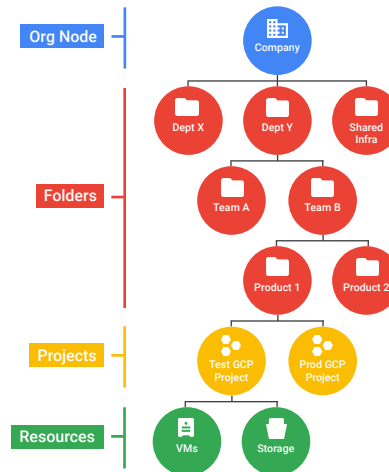 Org Node
Company
Dept X
Dept Y
Shared
Infra
Folders
Team A
Team B
Product 1
Product 2
Projects
Test GCP
Project
Prod GCP
Project
Resources
VMs
Storage